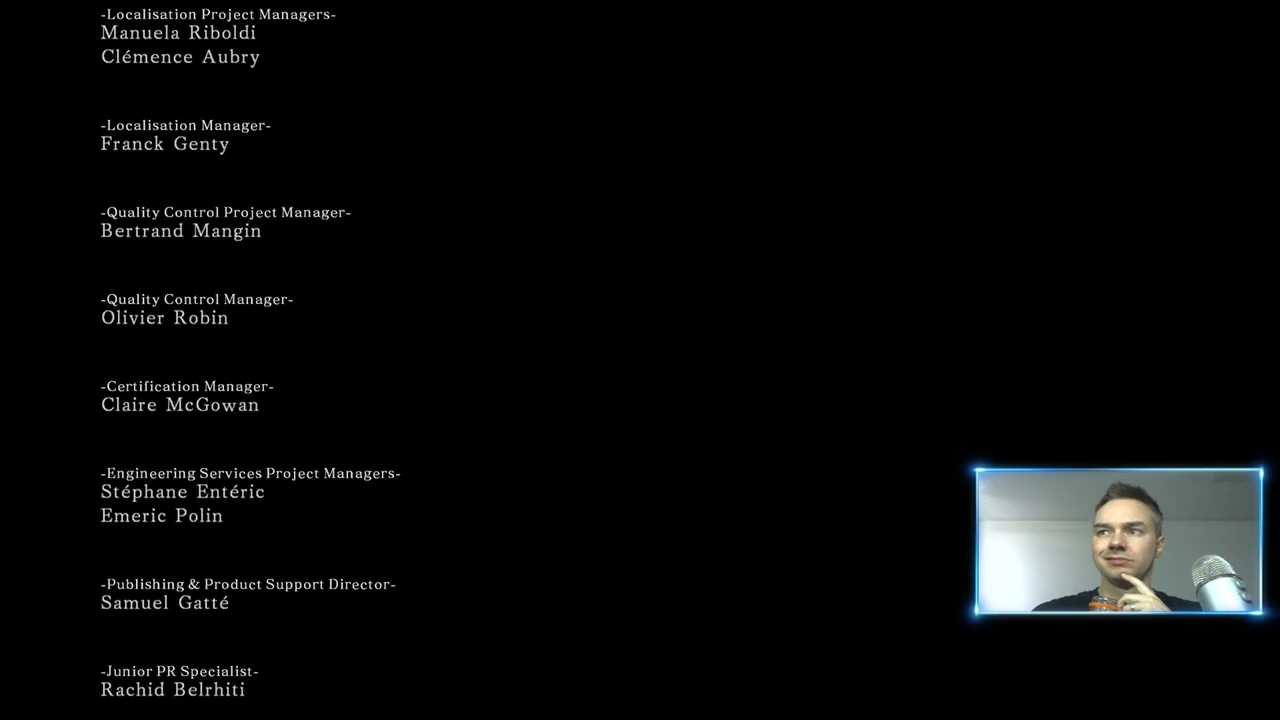 -Localisation Project Managers-
Manuela Riboldi
Clémence Aubry
-Localisation Manager-
Franck Genty
-Quality Control Project Manager-
Bertrand Mangin
-Quality Control Manager-
Olivier Robin
-Certification Manager-
Claire McGowan
-Engineering Services Project Managers-
Stéphane Entéric
Emeric Polin
-Publishing & Product Support Director-
Samuel Gatté
-Junior PR Specialist-
Rachid Belrhiti